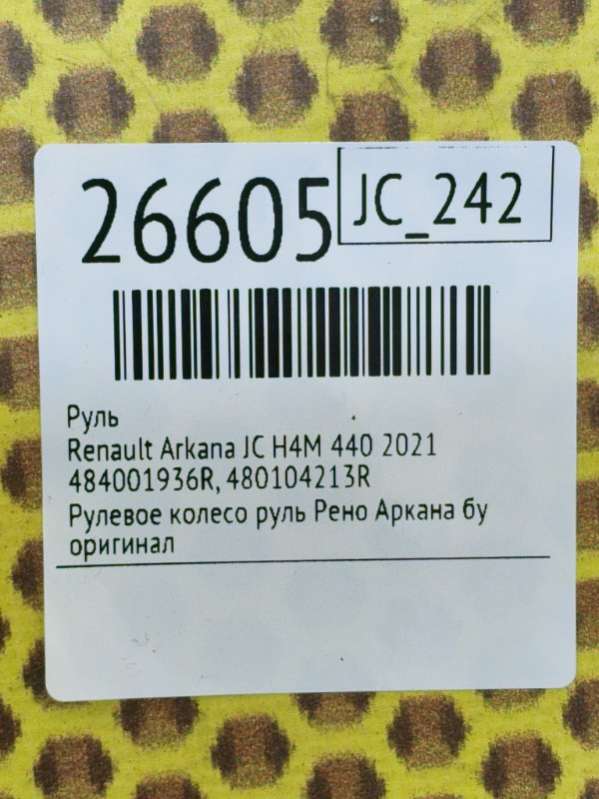 26605
JC_242
Руль
Renault Arkana JC H4M 440 2021
484001936R, 480104213R
Рулевое колесо руль Рено Аркана бу
оригинал